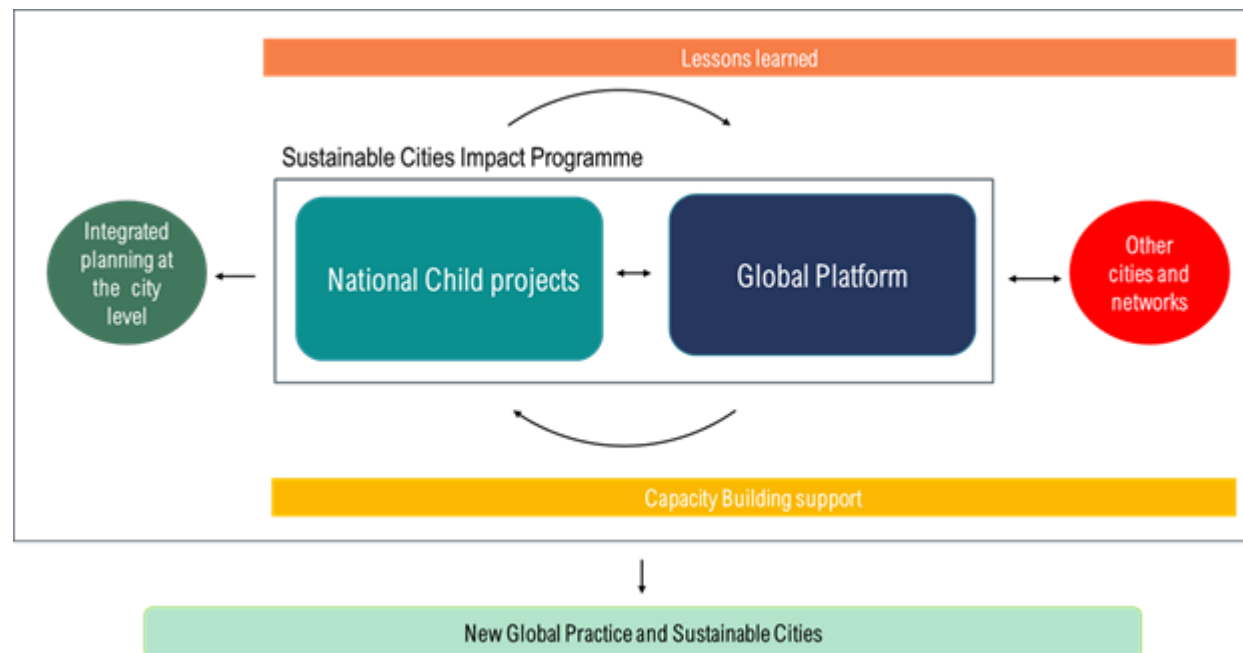 Lessons learned
Sustainable Cities Impact Programme
Integrated
planning at
the city
level
National Child projects
Global Platform
Other
cities and
networks
Capacity Building support
New Global Practice and Sustainable Cities